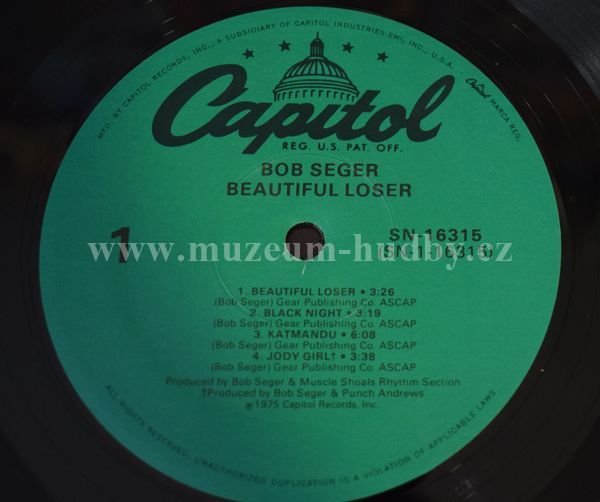 MFG. BY CAPITOL RECORDS, INC., A SUBSIDIARY OF CAPITOL INDUSTRIES-EMI, INC., U.S.A.
Capitol
REG. U.S. PAT. OFF.
Capitol MARCA REG.
BOB SEGER
BEAUTIFUL LOSER
1
SN-16315
(SN-1-16315)
www.muzeum-hudby.cz
1. BEAUTIFUL LOSER • 3:26
(Bob Seger) Gear Publishing Co. ASCAP
2. BLACK NIGHT • 3:19
(Bob Seger) Gear Publishing Co. ASCAP
3. KATMANDU • 6:08
(Bob Seger) Gear Publishing Co. ASCAP
4. JODY GIRL† • 3:38
(Bob Seger) Gear Publishing Co. ASCAP
Produced by Bob Seger & Muscle Shoals Rhythm Section
†Produced by Bob Seger & Punch Andrews
℗1975 Capitol Records, Inc.
ALL RIGHTS RESERVED. UNAUTHORIZED DUPLICATION IS A VIOLATION OF APPLICABLE LAWS